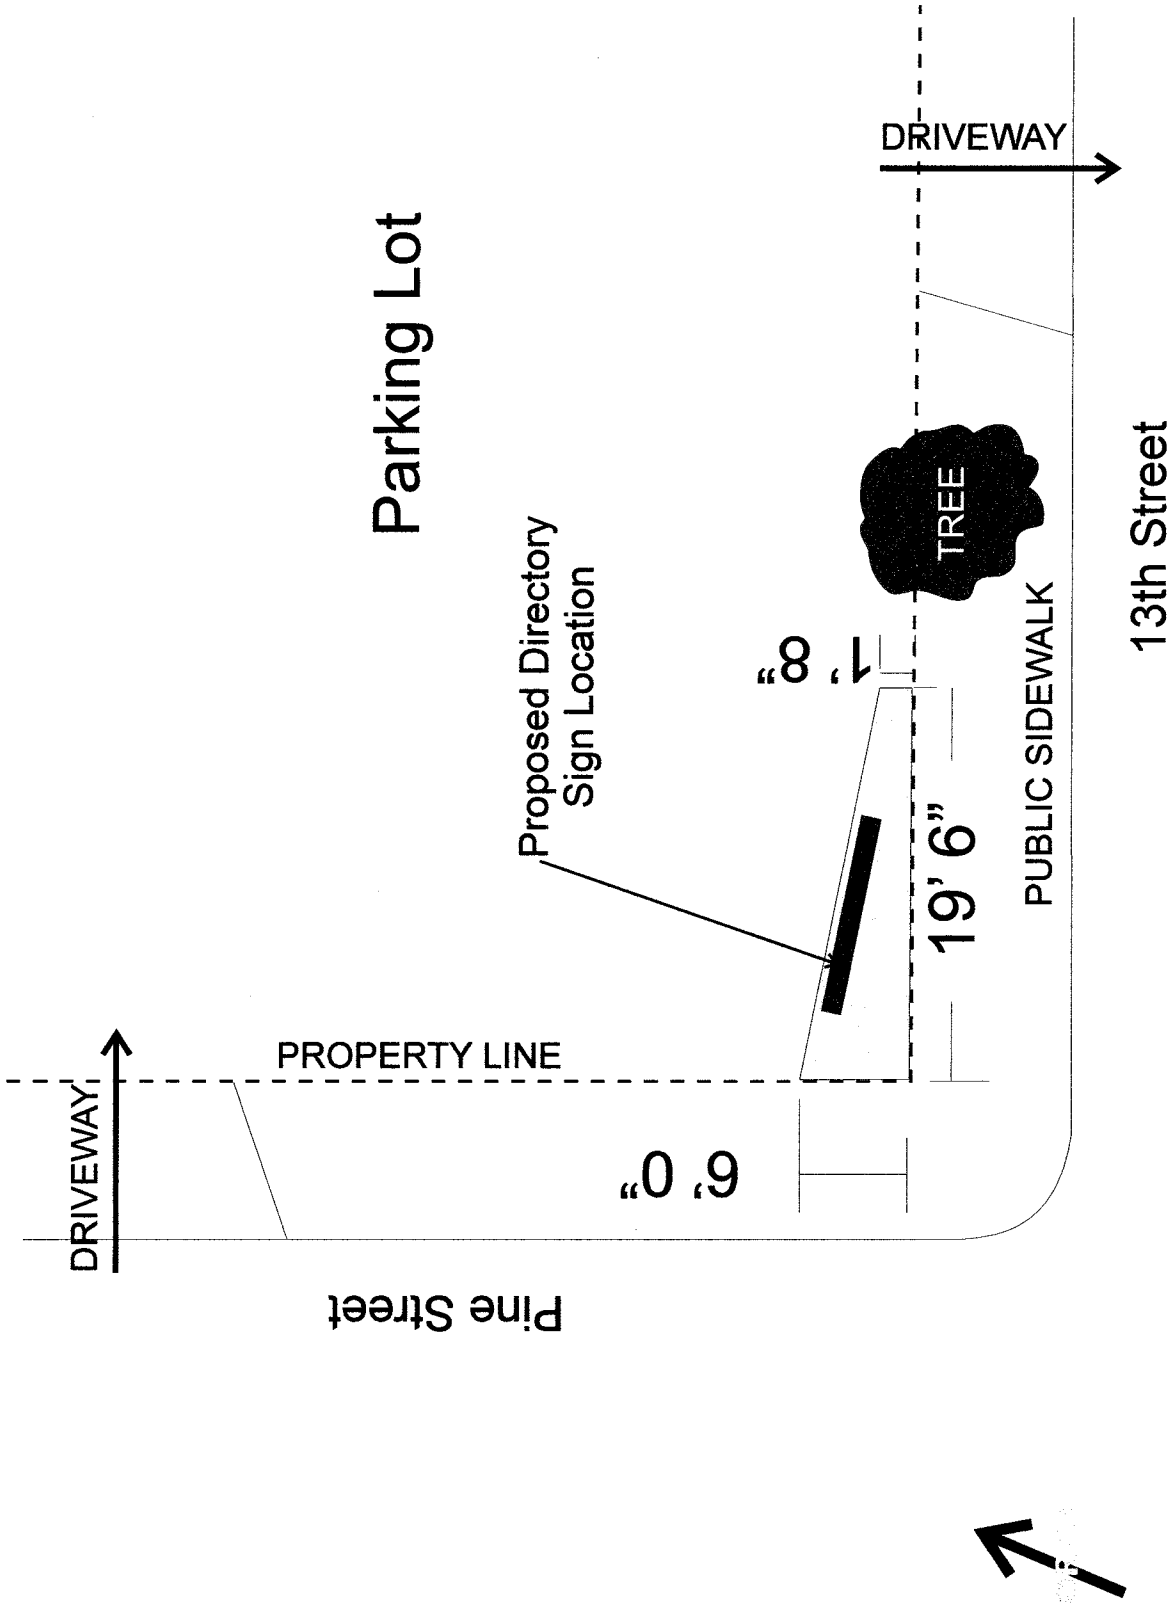 DRIVEWAY
Parking Lot
Proposed Directory
Sign Location
TREE
1' 8"
19' 6"
PUBLIC SIDEWALK
13th Street
PROPERTY LINE
DRIVEWAY
6' 0"
Pine Street